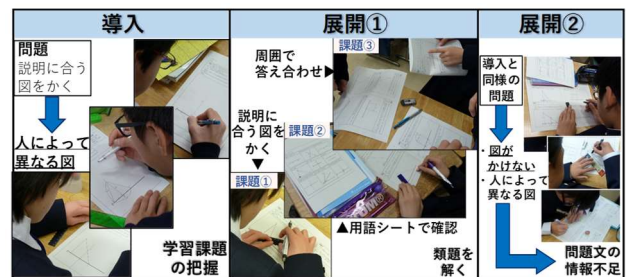 導入
問題
説明に合う
図をかく
人によって
異なる図
学習課題
の把握
展開①
周囲で
答え合わせ▶
課題③
説明に
合う図を
かく
▼
課題②
課題①
▲用語シートで確認
類題を
解く
展開②
導入と
同様の
問題
・図が
かけない
・人によって
異なる図
問題文の
情報不足